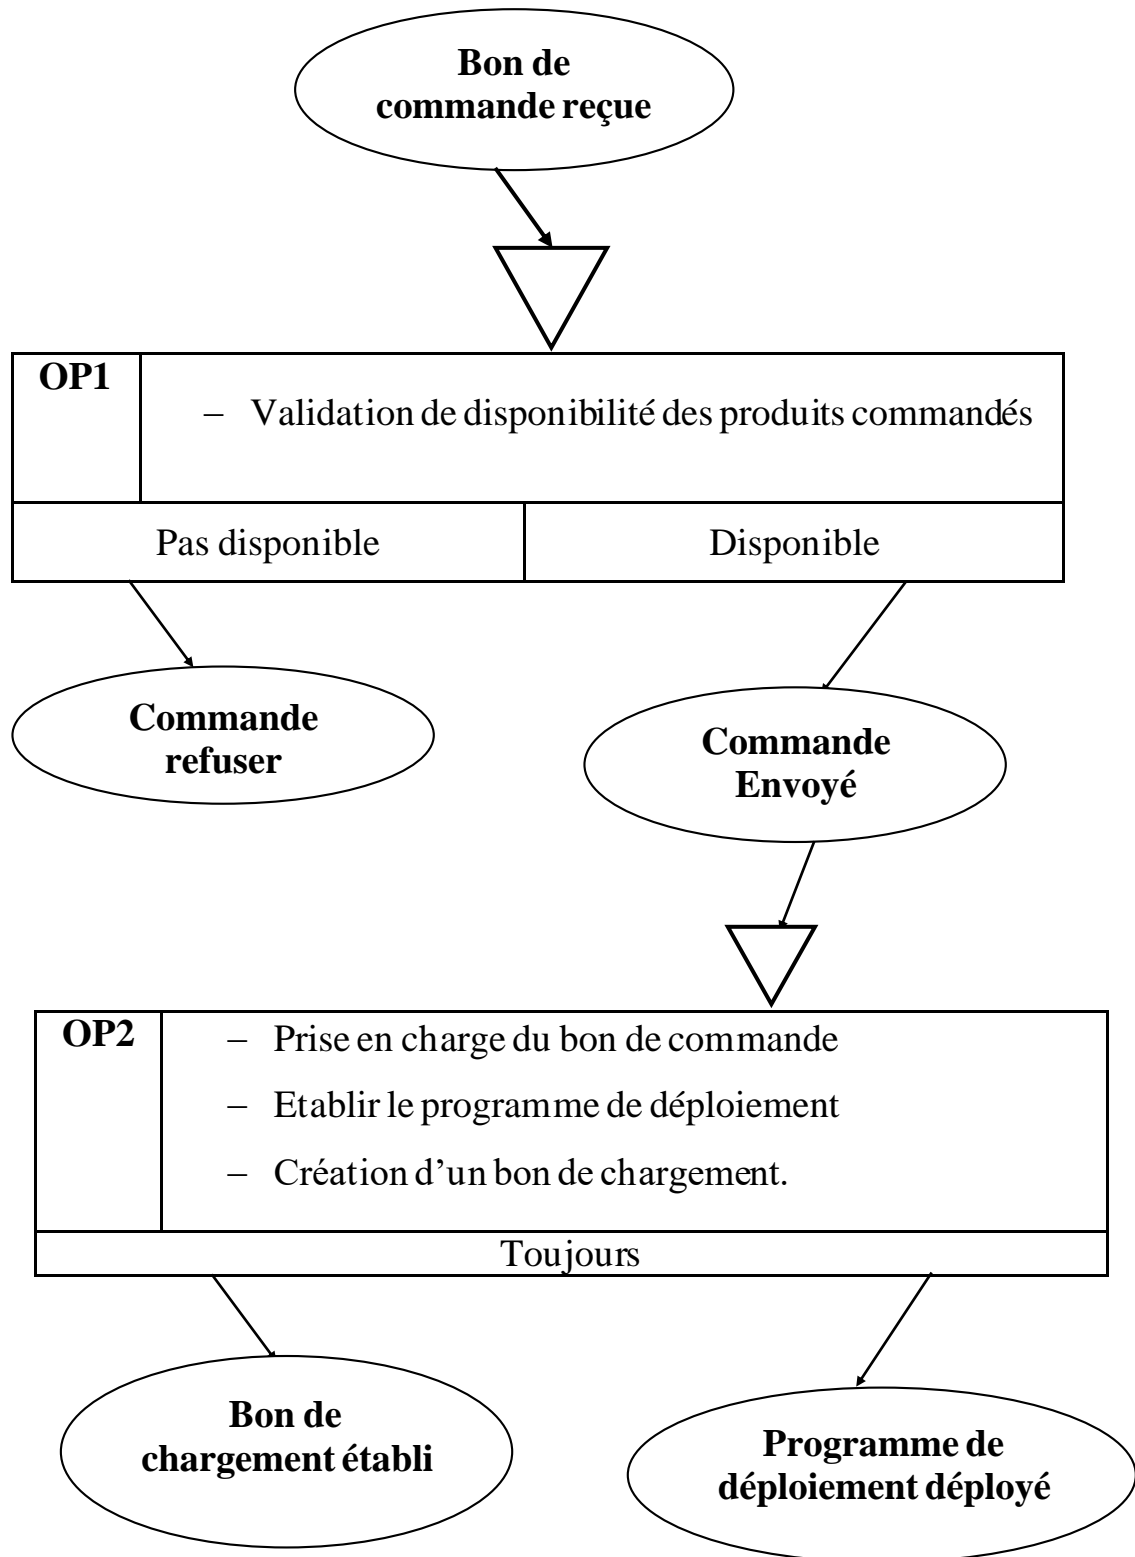 Bon de
commande reçue
OP1
– Validation de disponibilité des produits commandés
Pas disponible
Disponible
Commande
refuser
Commande
Envoyé
OP2
– Prise en charge du bon de commande
– Etablir le programme de déploiement
– Création d’un bon de chargement.
Toujours
Bon de
chargement établi
Programme de
déploiement déployé